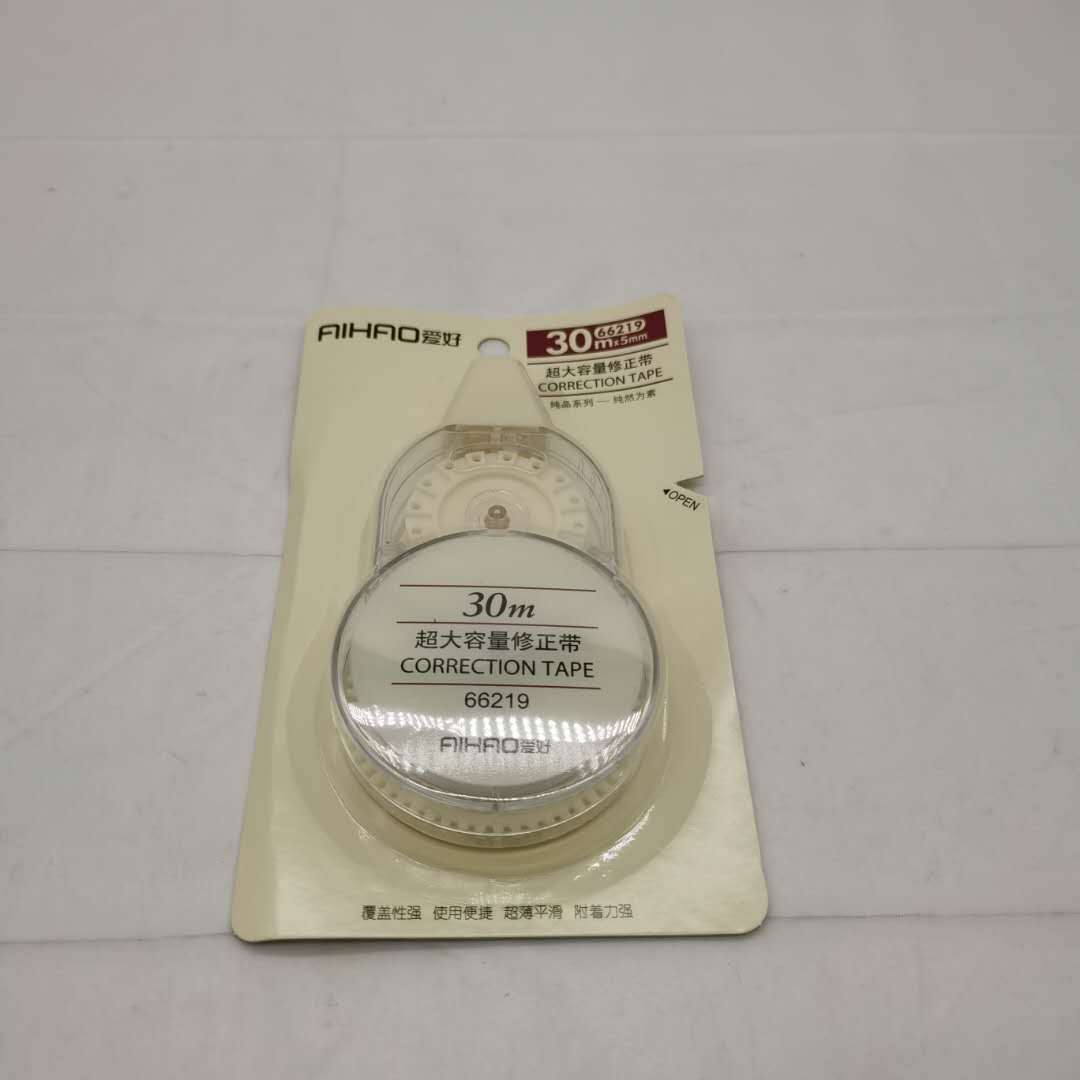 AIHAO爱好
66219
30m×5mm
超大容量修正带
CORRECTION TAPE
纯品系列 — 纯然为素
◀OPEN
30m
超大容量修正带
CORRECTION TAPE
66219
AIHAO爱好
覆盖性强 使用便捷 超薄平滑 附着力强